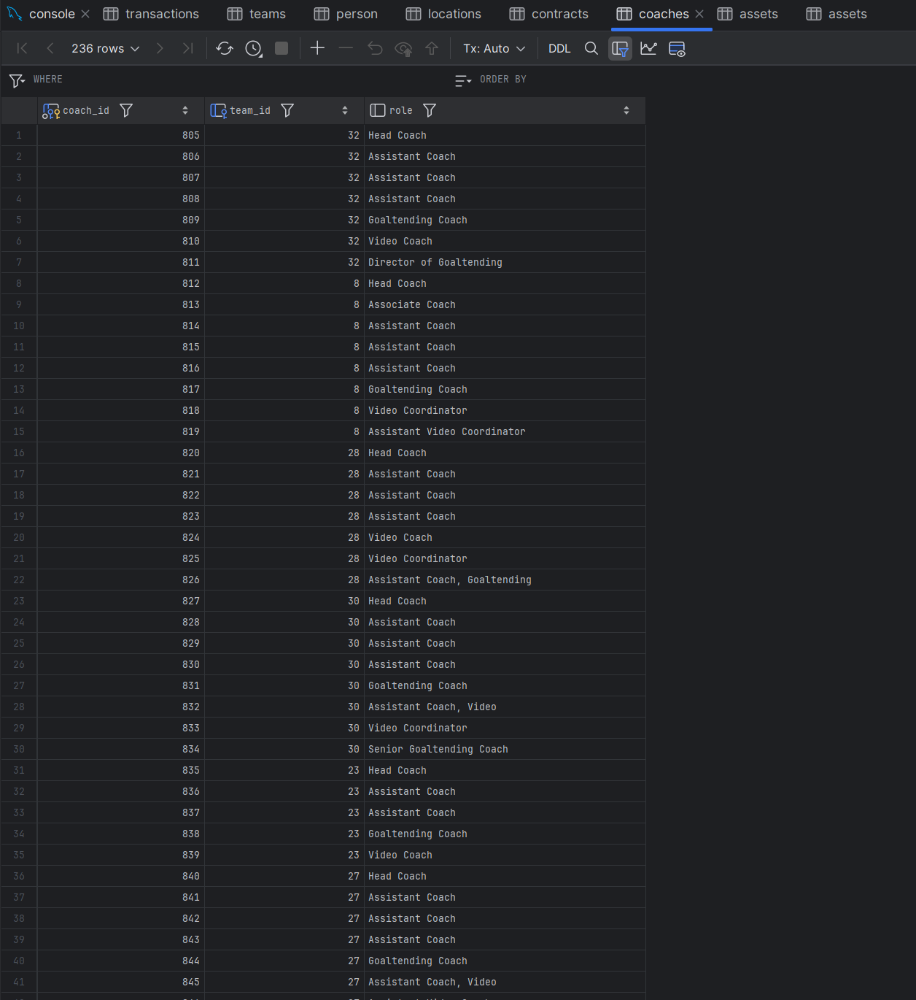 console transactions teams person locations contracts coaches assets assets
236 rows Tx: Auto DDL
WHERE ORDER BY
coach_id team_id role
1 805 32 Head Coach
2 806 32 Assistant Coach
3 807 32 Assistant Coach
4 808 32 Assistant Coach
5 809 32 Goaltending Coach
6 810 32 Video Coach
7 811 32 Director of Goaltending
8 812 8 Head Coach
9 813 8 Associate Coach
10 814 8 Assistant Coach
11 815 8 Assistant Coach
12 816 8 Assistant Coach
13 817 8 Goaltending Coach
14 818 8 Video Coordinator
15 819 8 Assistant Video Coordinator
16 820 28 Head Coach
17 821 28 Assistant Coach
18 822 28 Assistant Coach
19 823 28 Assistant Coach
20 824 28 Video Coach
21 825 28 Video Coordinator
22 826 28 Assistant Coach, Goaltending
23 827 30 Head Coach
24 828 30 Assistant Coach
25 829 30 Assistant Coach
26 830 30 Assistant Coach
27 831 30 Goaltending Coach
28 832 30 Assistant Coach, Video
29 833 30 Video Coordinator
30 834 30 Senior Goaltending Coach
31 835 23 Head Coach
32 836 23 Assistant Coach
33 837 23 Assistant Coach
34 838 23 Goaltending Coach
35 839 23 Video Coach
36 840 27 Head Coach
37 841 27 Assistant Coach
38 842 27 Assistant Coach
39 843 27 Assistant Coach
40 844 27 Goaltending Coach
41 845 27 Assistant Coach, Video